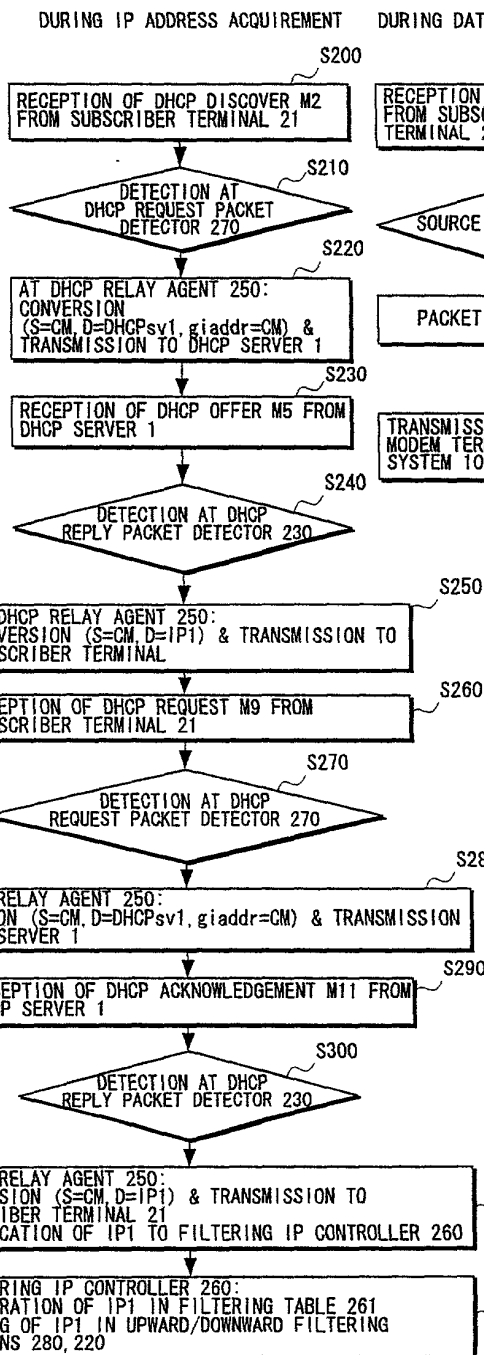 DURING IP ADDRESS ACQUIREMENT
S200
RECEPTION OF DHCP DISCOVER M2
FROM SUBSCRIBER TERMINAL 21
S210
DETECTION AT
DHCP REQUEST PACKET
DETECTOR 270
S220
AT DHCP RELAY AGENT 250:
CONVERSION
(S=CM, D=DHCPsv1, giaddr=CM) &
TRANSMISSION TO DHCP SERVER 1
S230
RECEPTION OF DHCP OFFER M5 FROM
DHCP SERVER 1
S240
DETECTION AT DHCP
REPLY PACKET DETECTOR 230
S250
DHCP RELAY AGENT 250:
VERSION (S=CM, D=IP1) & TRANSMISSION TO
SCRIBER TERMINAL
S260
EPTION OF DHCP REQUEST M9 FROM
SCRIBER TERMINAL 21
S270
DETECTION AT DHCP
REQUEST PACKET DETECTOR 270
S28
RELAY AGENT 250:
ON (S=CM, D=DHCPsv1, giaddr=CM) & TRANSMISSION
SERVER 1
S290
EPTION OF DHCP ACKNOWLEDGEMENT M11 FROM
P SERVER 1
S300
DETECTION AT DHCP
REPLY PACKET DETECTOR 230
RELAY AGENT 250:
SION (S=CM, D=IP1) & TRANSMISSION TO
IBER TERMINAL 21
CATION OF IP1 TO FILTERING IP CONTROLLER 260
RING IP CONTROLLER 260:
RATION OF IP1 IN FILTERING TABLE 261
G OF IP1 IN UPWARD/DOWNWARD FILTERING
NS 280, 220
DURING DAT
RECEPTION
FROM SUBSC
TERMINAL
SOURCE
PACKET
TRANSMISS
MODEM TER
SYSTEM 10